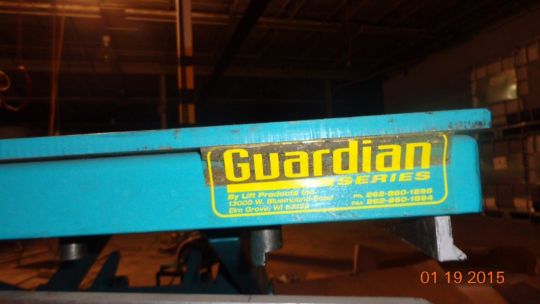 Guardian
SERIES
By Lift Products Inc.
13000 W. Bluemound Road
Elm Grove, WI 53122
Ph. 262-860-1895
FAX 262-860-1894
01 19 2015